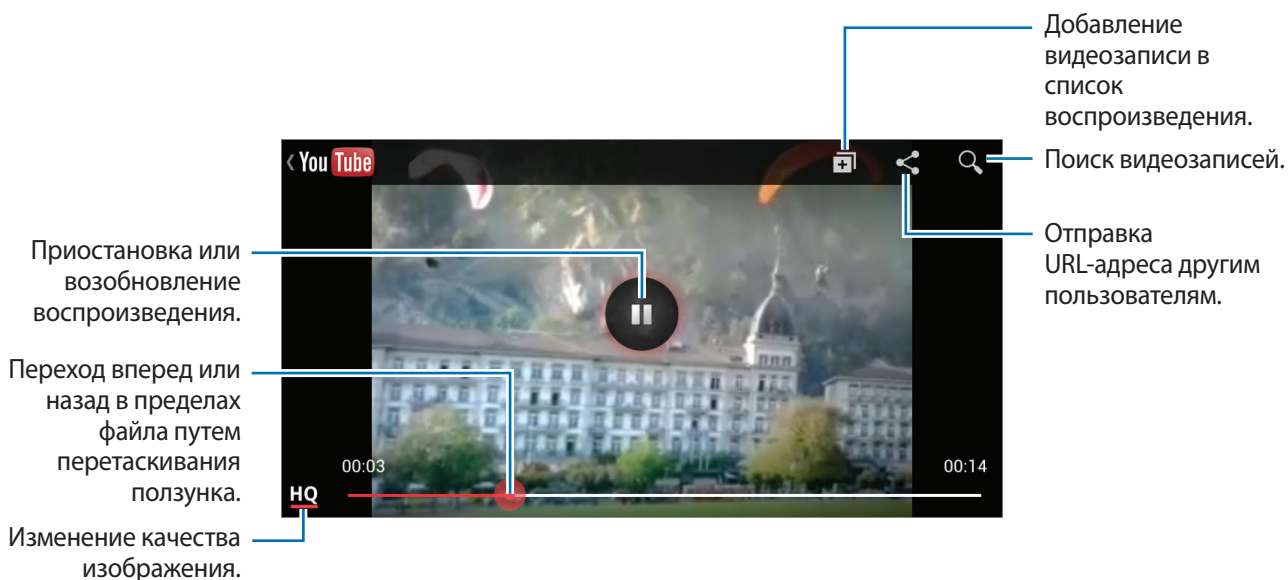 Добавление
видеозаписи в
список
воспроизведения.
You Tube
Поиск видеозаписей.
Отправка
URL-адреса другим
пользователям.
Приостановка или
возобновление
воспроизведения.
Переход вперед или
назад в пределах
файла путем
перетаскивания
ползунка.
00:03
00:14
HQ
Изменение качества
изображения.